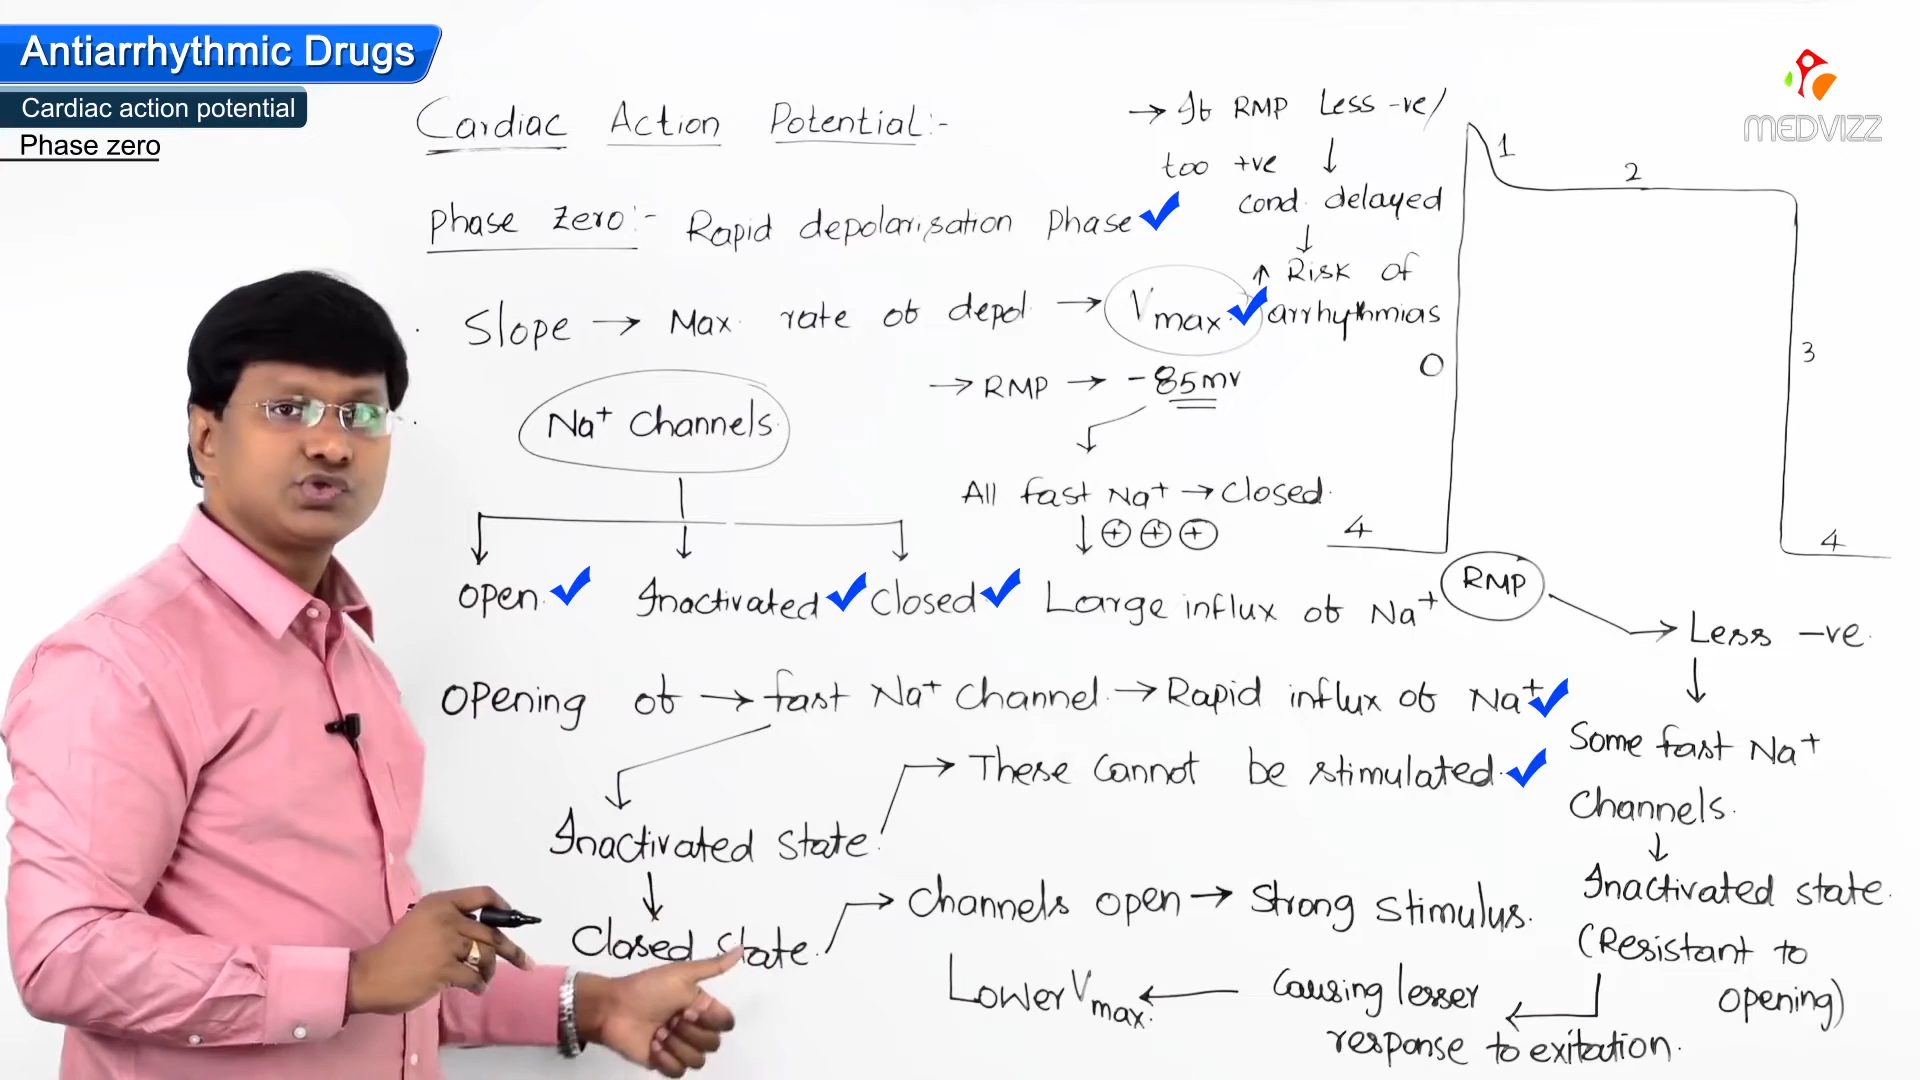 Antiarrhythmic Drugs
Cardiac action potential
Phase zero
MEDVIZZ
Cardiac Action Potential:-
Phase Zero:- Rapid depolarisation Phase
Slope → Max. rate of depol. → Vmax.
→ If RMP Less -ve/
too +ve ↓
cond. delayed
↓
↑ Risk of
arrhythmias
→ RMP → -85mv
All fast Na+ → closed.
↓ + + +
Large influx of Na+
Na+ Channels.
open. Inactivated closed
Opening of → fast Na+ channel. → Rapid influx of Na+
→ These cannot be stimulated.
Inactivated state.
↓
Closed state. → Channels open → Strong stimulus.
1
2
0
3
4
4
RMP
→ Less -ve.
↓
Some fast Na+
Channels.
↓
Inactivated state.
(Resistant to
opening)
causing lesser
response to exitation.
Lower Vmax. ←